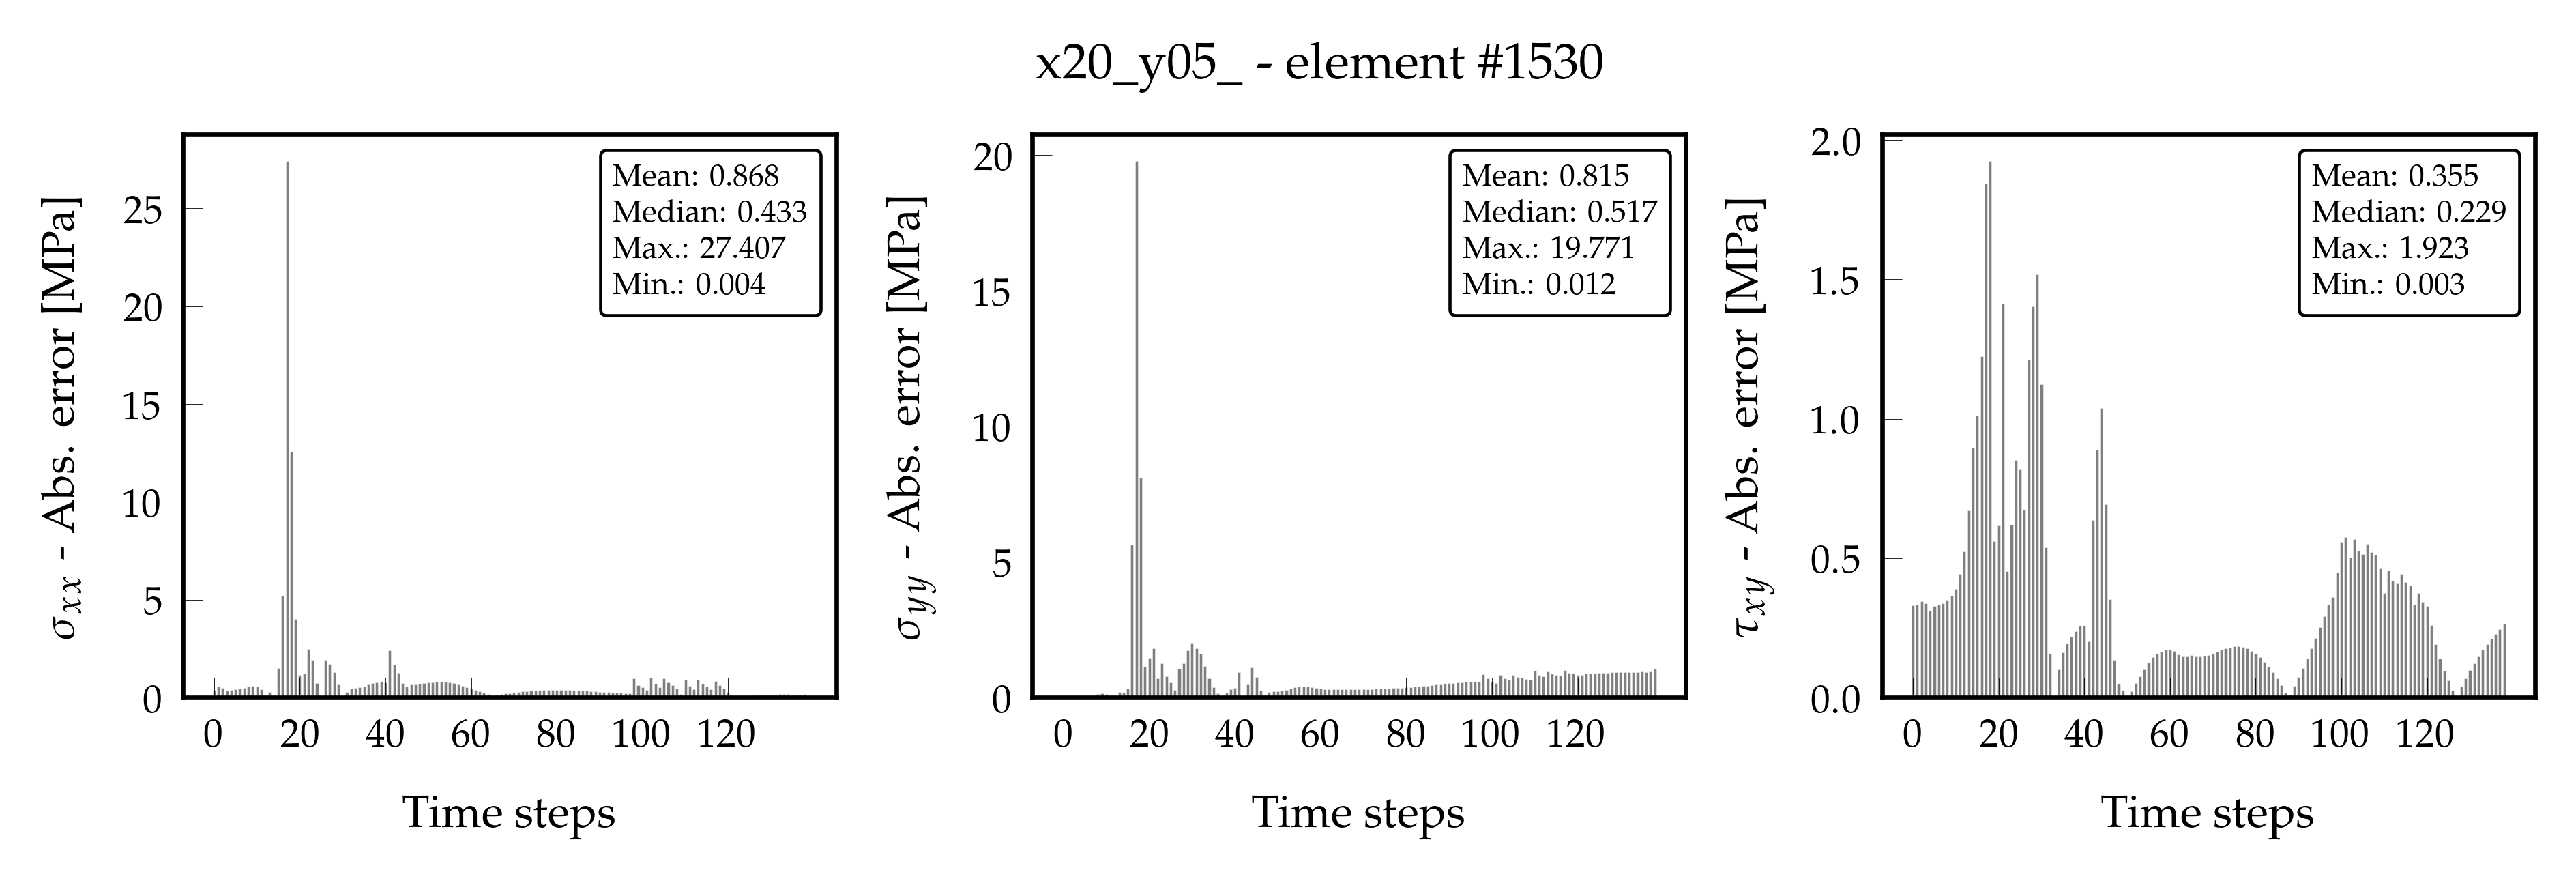 x20_y05_ - element #1530
σxx - Abs. error [MPa]
25
20
15
10
5
0
Mean: 0.868
Median: 0.433
Max.: 27.407
Min.: 0.004
0 20 40 60 80 100 120
Time steps
σyy - Abs. error [MPa]
20
15
10
5
0
Mean: 0.815
Median: 0.517
Max.: 19.771
Min.: 0.012
0 20 40 60 80 100 120
Time steps
τxy - Abs. error [MPa]
2.0
1.5
1.0
0.5
0.0
Mean: 0.355
Median: 0.229
Max.: 1.923
Min.: 0.003
0 20 40 60 80 100 120
Time steps